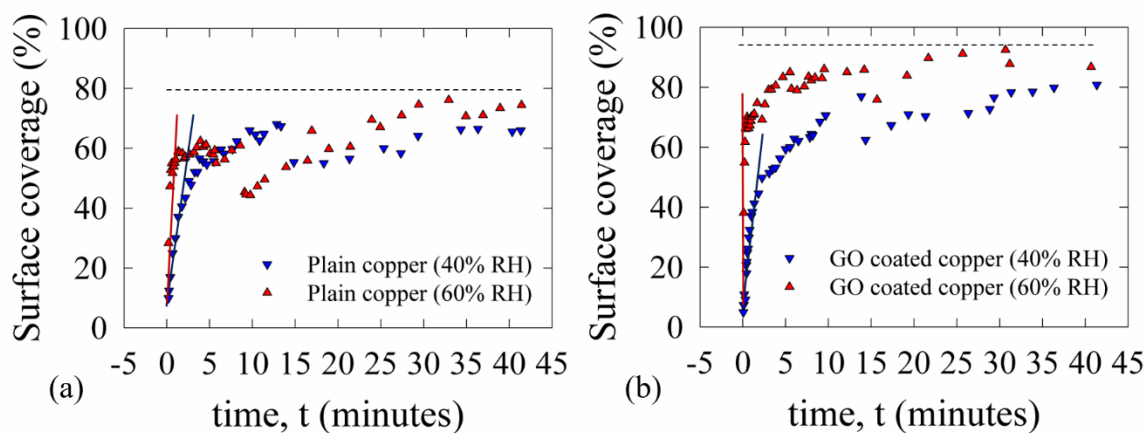 Surface coverage (%)
100
80
60
40
20
0
Plain copper (40% RH)
Plain copper (60% RH)
-5 0 5 10 15 20 25 30 35 40 45
(a)
time, t (minutes)
Surface coverage (%)
100
80
60
40
20
0
GO coated copper (40% RH)
GO coated copper (60% RH)
-5 0 5 10 15 20 25 30 35 40 45
(b)
time, t (minutes)